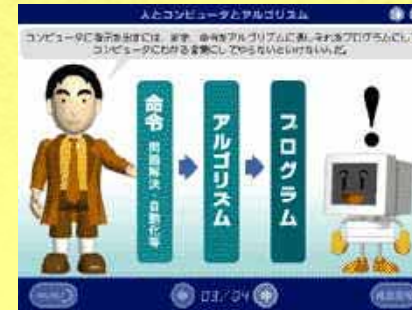 人とコンピュータとアルゴリズム
コンピュータに指示を出すには、まず、命令をアルゴリズムに表し、それをプログラムにして
コンピュータにわかる言葉にしてやらないといけないんだ。
命令 問題解決・自動化等
アルゴリズム
プログラム
!
MENU
03/04